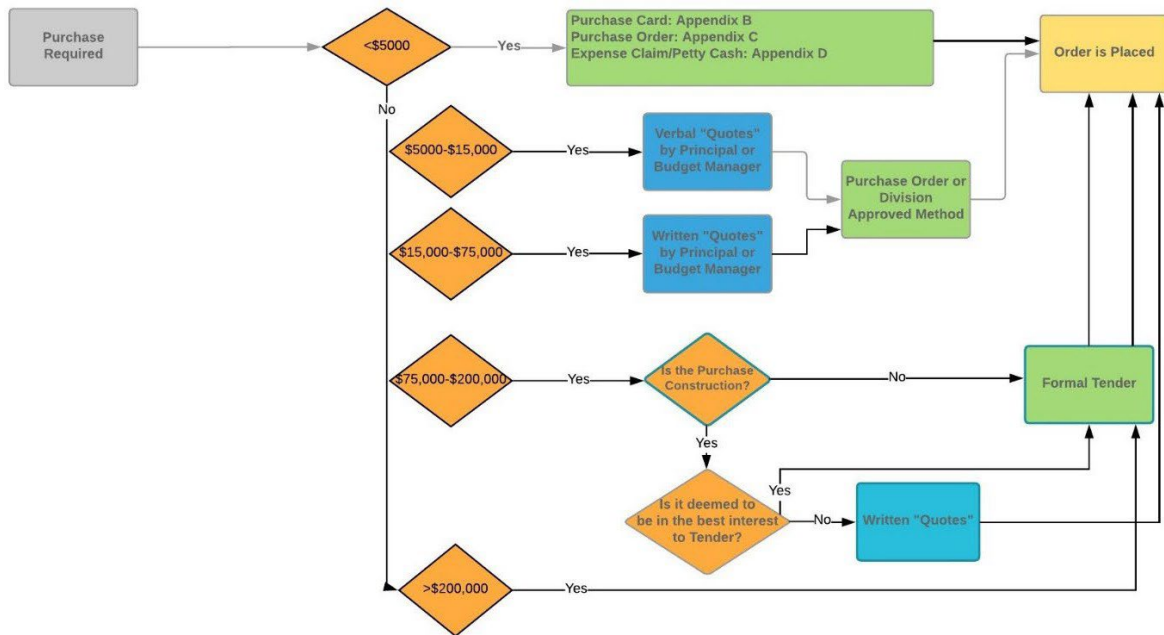 Purchase
Required
<$5000
Yes
Purchase Card: Appendix B
Purchase Order: Appendix C
Expense Claim/Petty Cash: Appendix D
Order is Placed
No
$5000-$15,000
Yes
Verbal "Quotes"
by Principal or
Budget Manager
Purchase Order or
Division
Approved Method
$15,000-$75,000
Yes
Written "Quotes"
by Principal or
Budget Manager
$75,000-$200,000
Yes
Is the Purchase
Construction?
No
Formal Tender
Yes
Is it deemed to
be in the best interest
to Tender?
Yes
No
Written "Quotes"
>$200,000
Yes